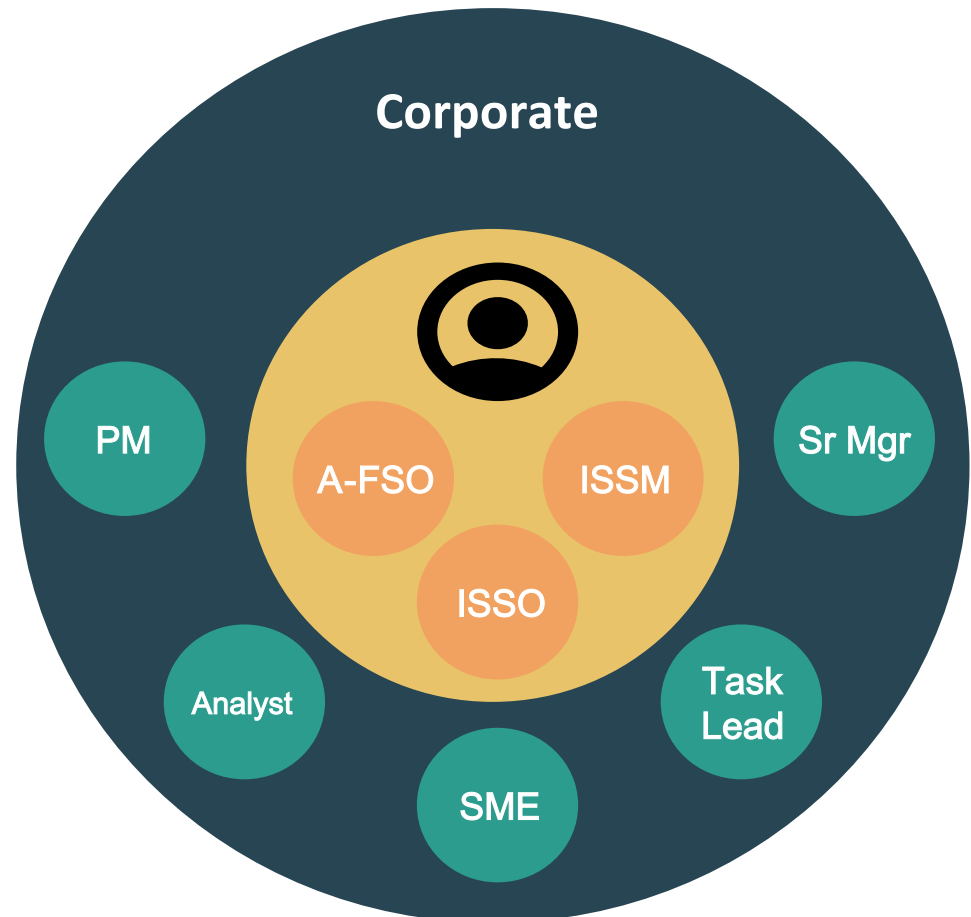 Corporate
PM
Sr Mgr
A-FSO
ISSM
ISSO
Analyst
Task
Lead
SME